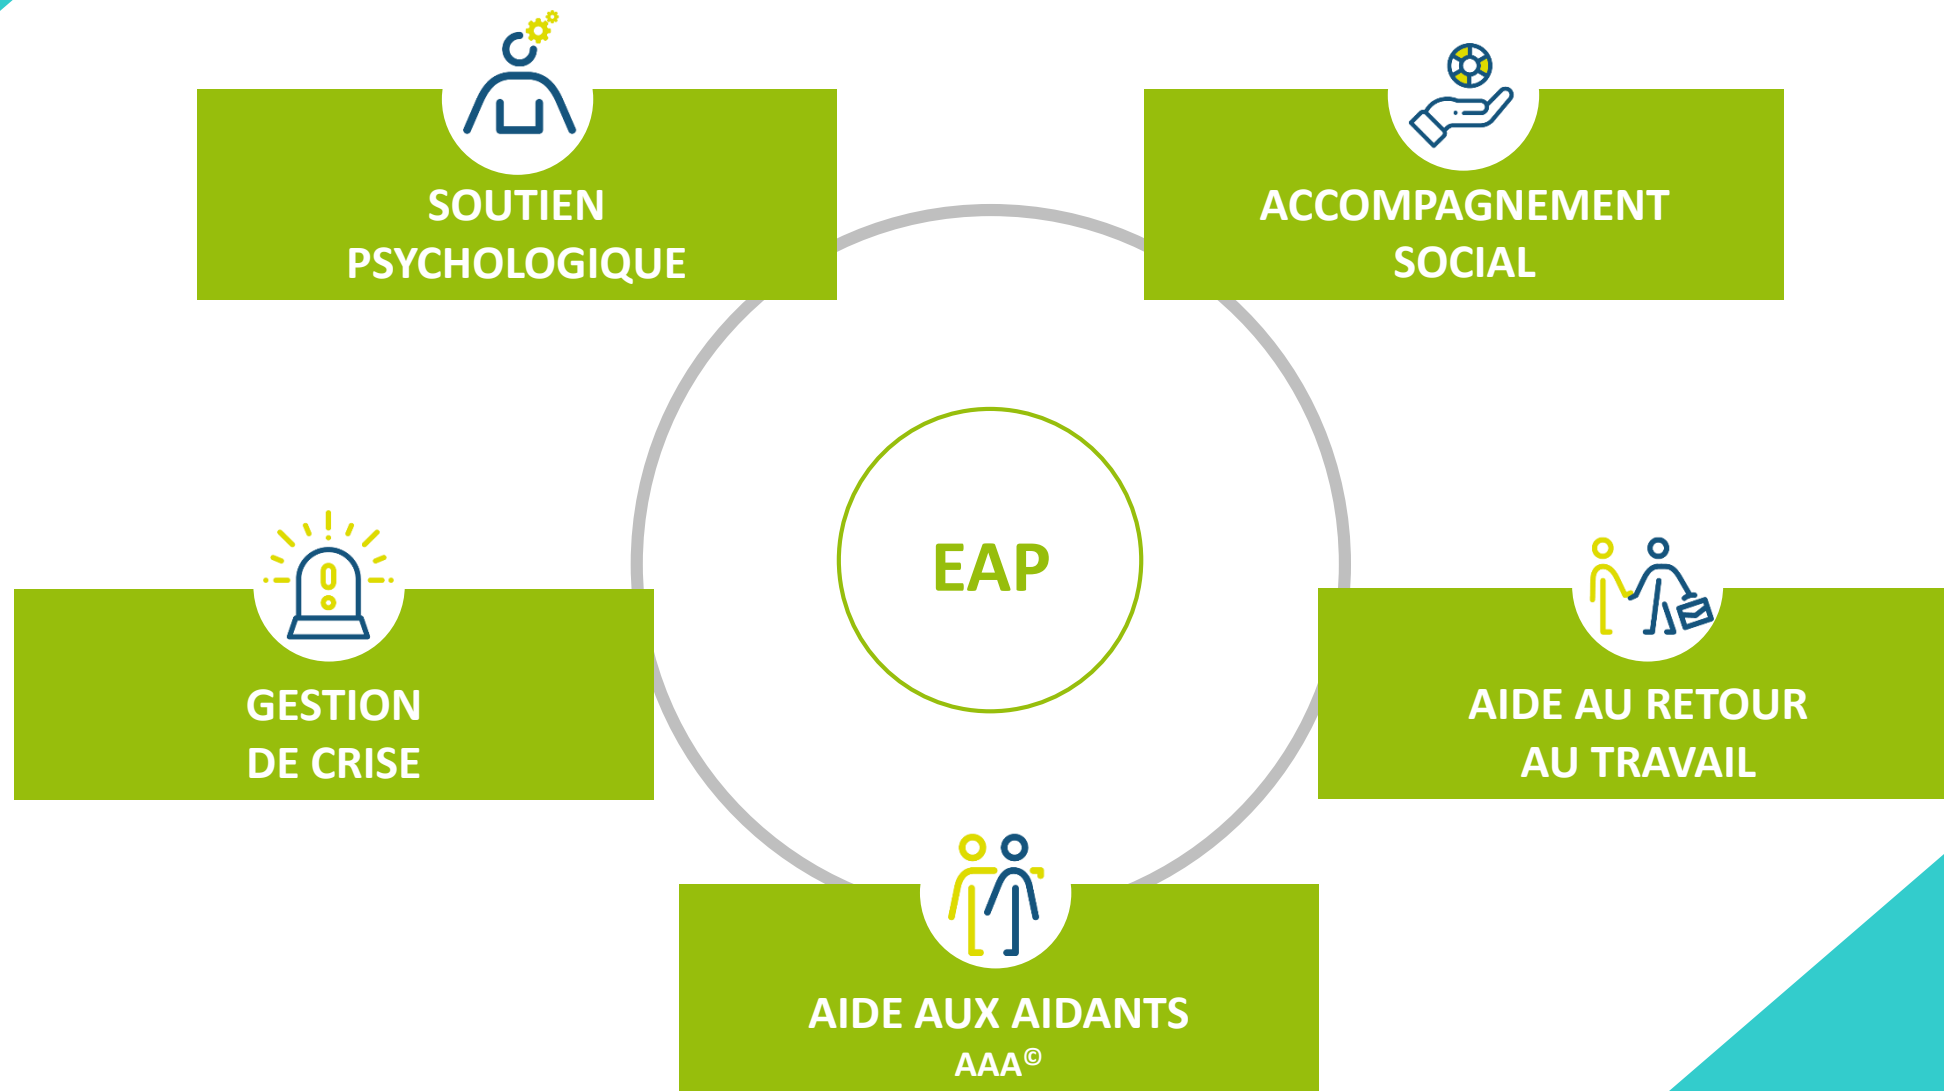 SOUTIEN
PSYCHOLOGIQUE
ACCOMPAGNEMENT
SOCIAL
EAP
GESTION
DE CRISE
AIDE AU RETOUR
AU TRAVAIL
AIDE AUX AIDANTS
AAA©